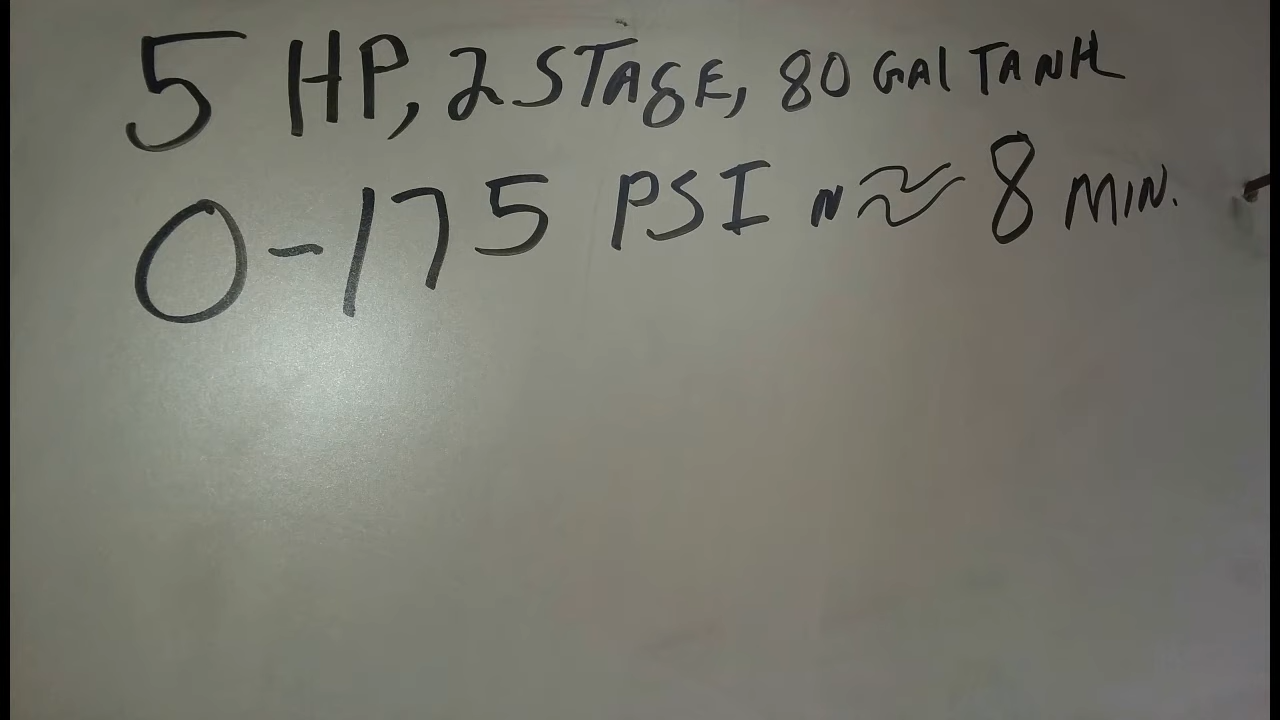 5 HP, 2 STAGE, 80 GAL TANK
0-175 PSI N ≈ 8 MIN.